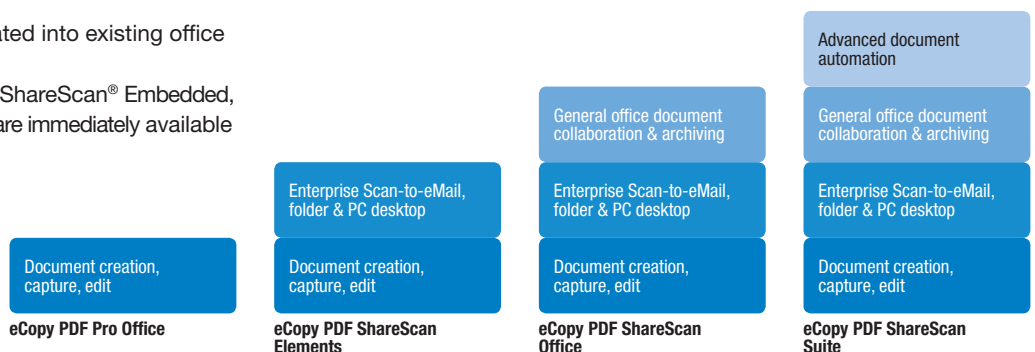 ated into existing office
ShareScan® Embedded,
are immediately available
Advanced document
automation
General office document
collaboration & archiving
General office document
collaboration & archiving
Enterprise Scan-to-eMail,
folder & PC desktop
Enterprise Scan-to-eMail,
folder & PC desktop
Enterprise Scan-to-eMail,
folder & PC desktop
Document creation,
capture, edit
Document creation,
capture, edit
Document creation,
capture, edit
Document creation,
capture, edit
eCopy PDF Pro Office
eCopy PDF ShareScan
Elements
eCopy PDF ShareScan
Office
eCopy PDF ShareScan
Suite